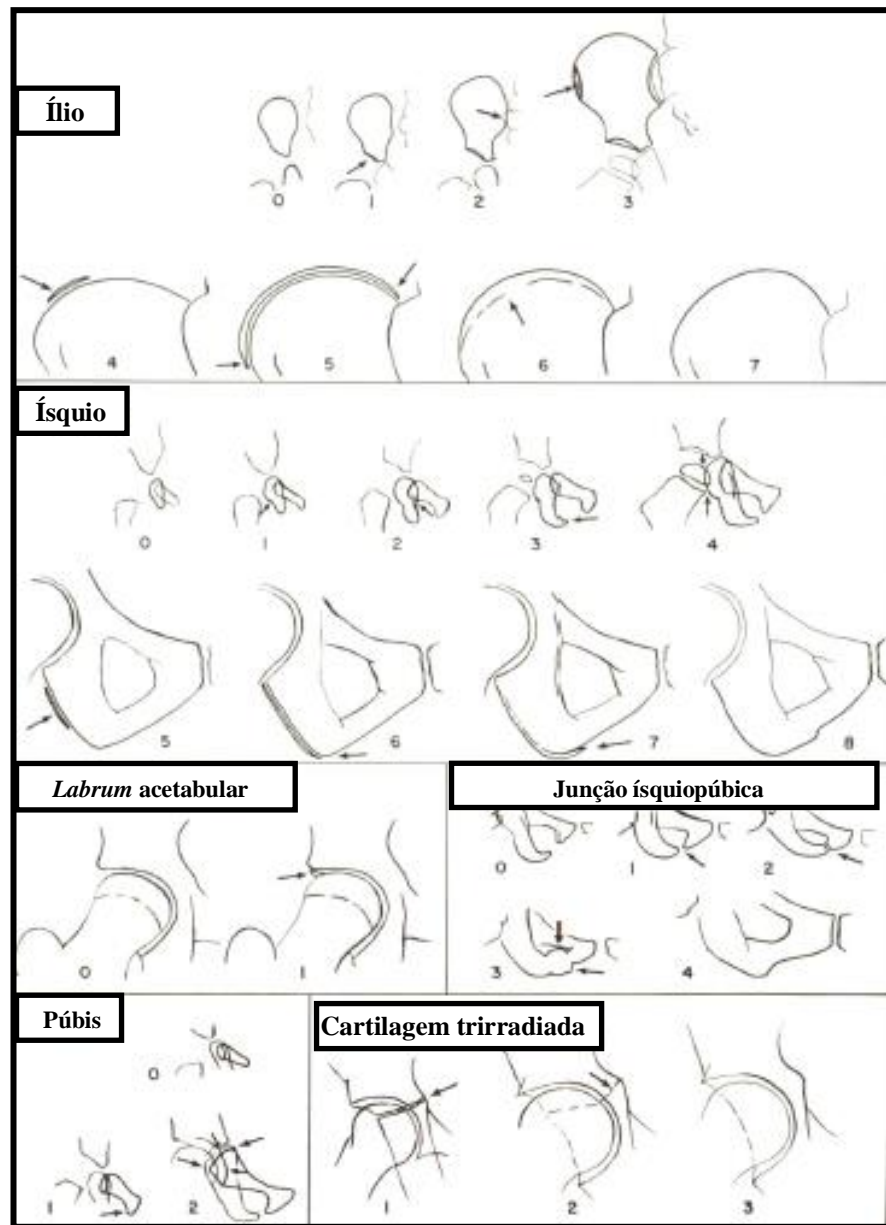 Ílio
0 1 2 3
4 5 6 7
Ísquio
0 1 2 3 4
5 6 7 8
Labrum acetabular
0 1
Junção ísquiopúbica
0 1 2
3 4
Púbis
0
1 2
Cartilagem trirradiada
1 2 3